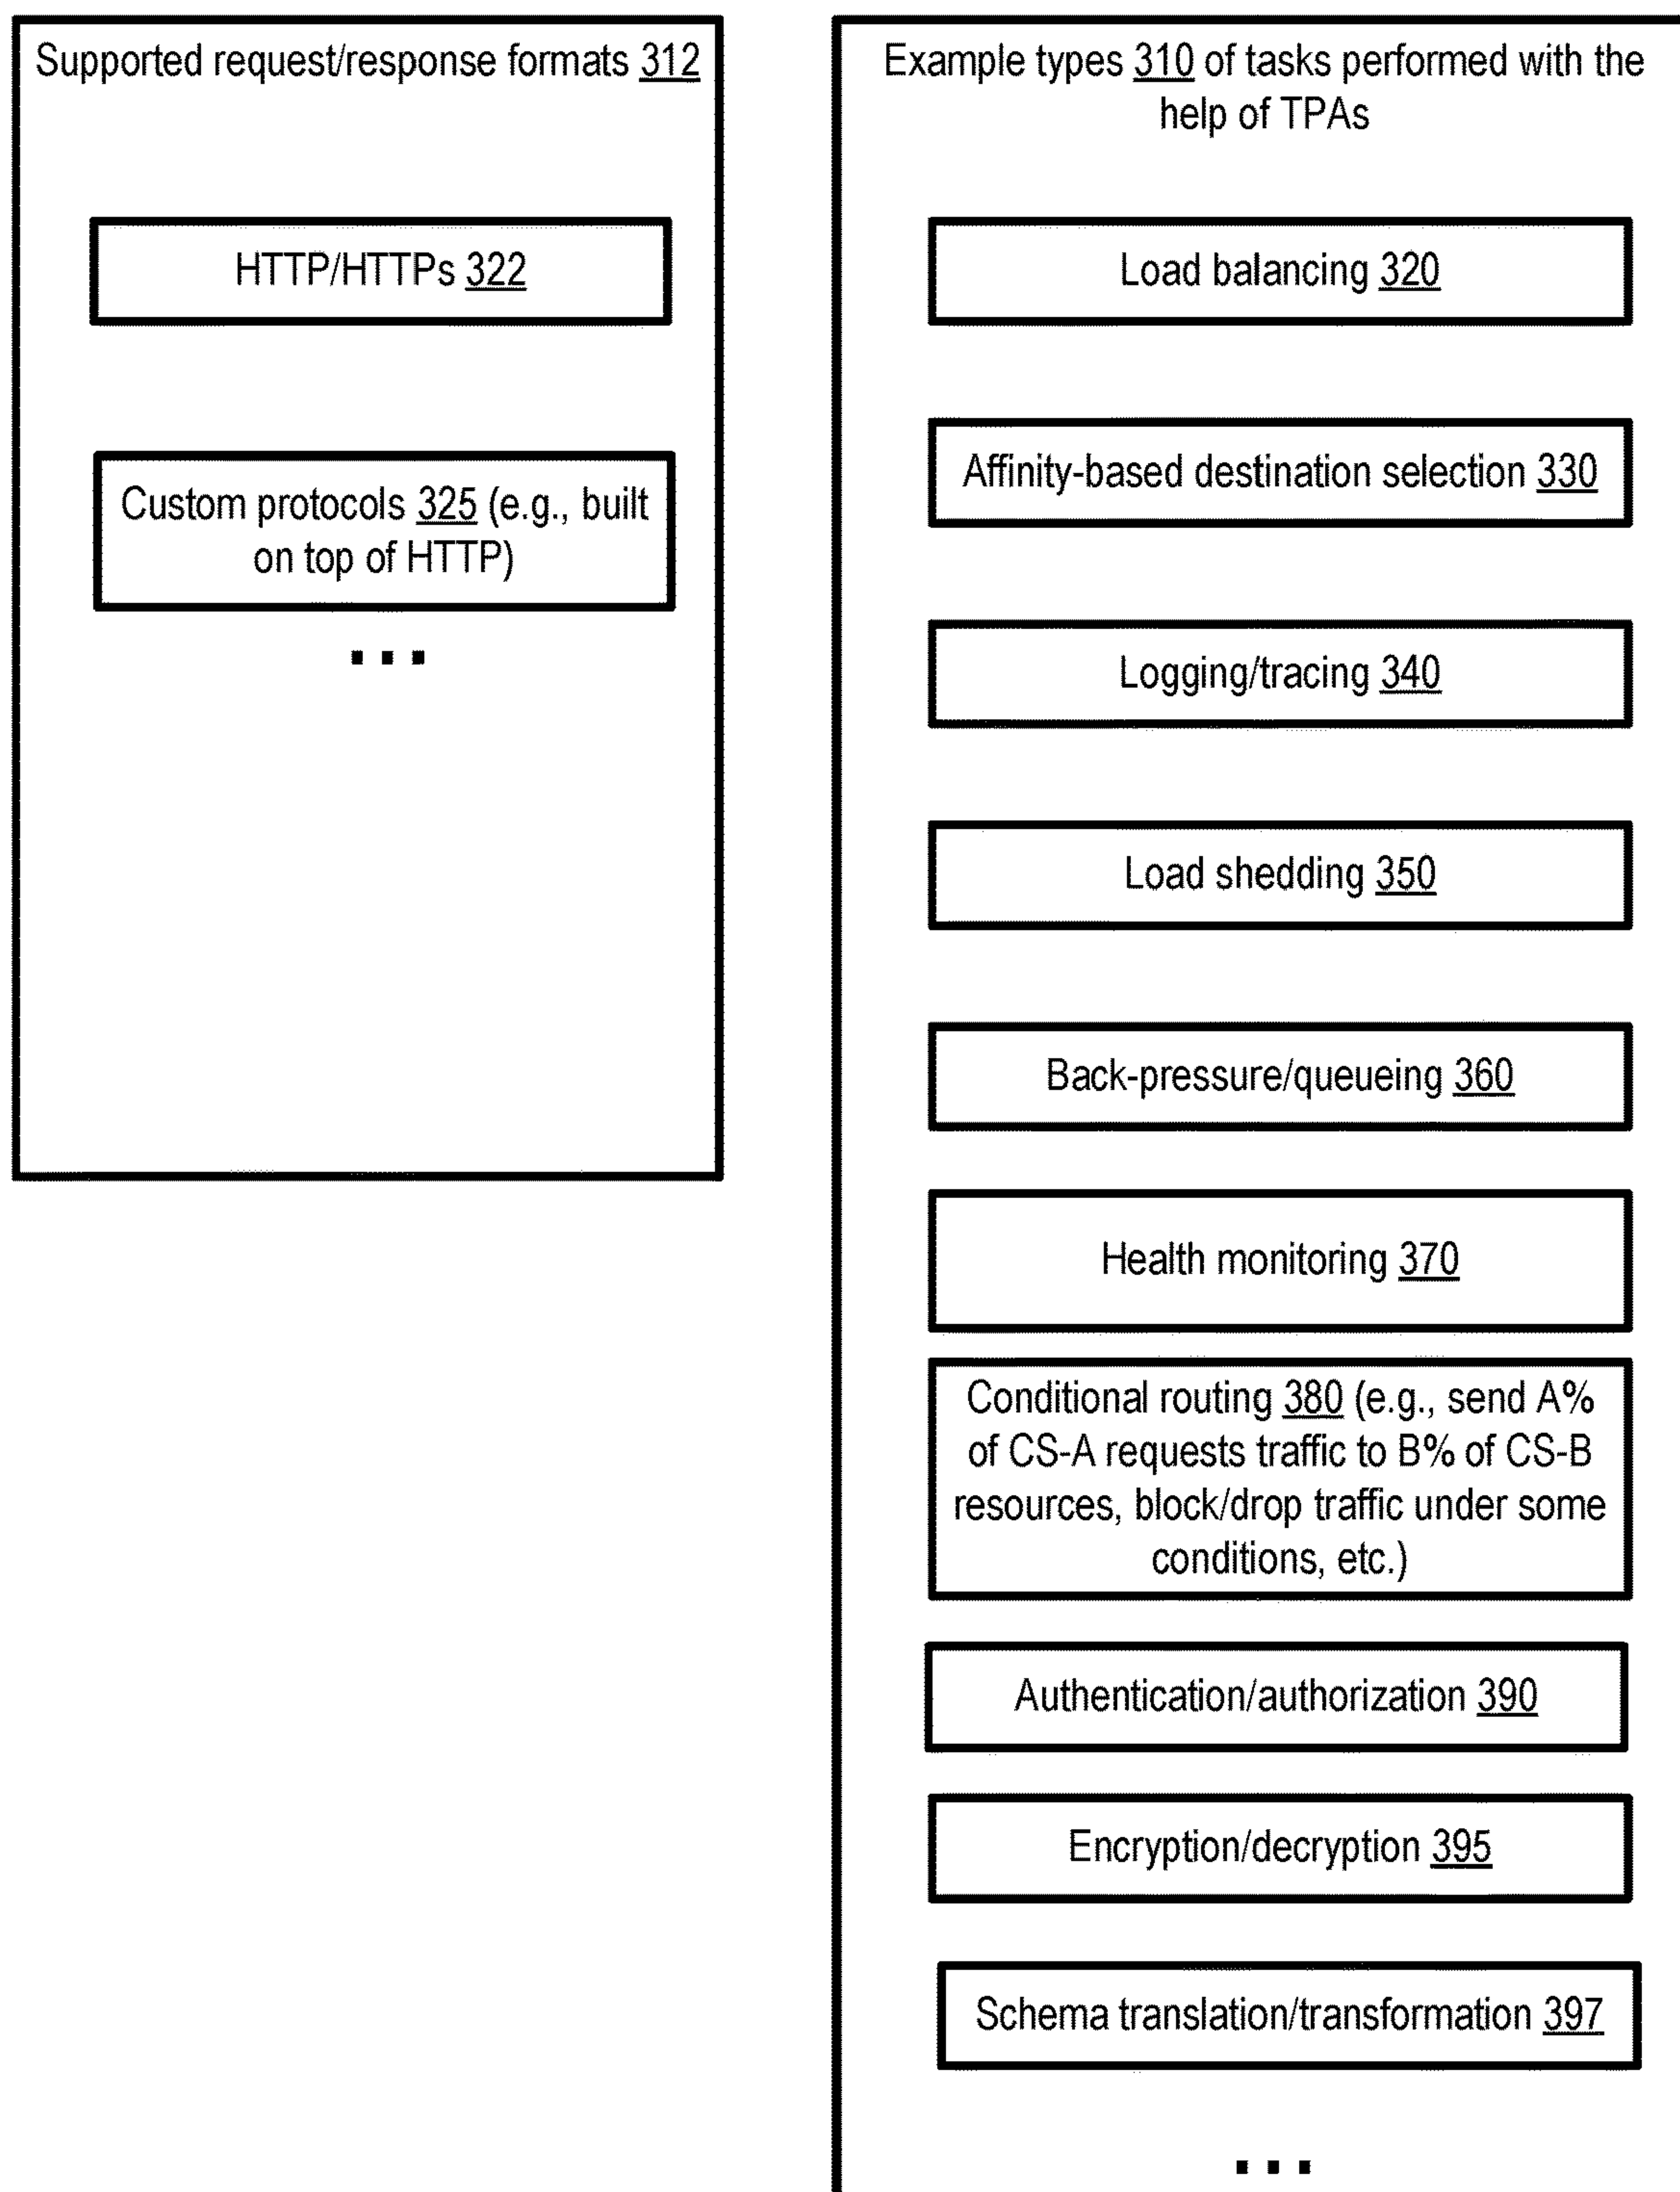 Supported request/response formats 312
HTTP/HTTPs 322
Custom protocols 325 (e.g., built
on top of HTTP)
...
Example types 310 of tasks performed with the
help of TPAs
Load balancing 320
Affinity-based destination selection 330
Logging/tracing 340
Load shedding 350
Back-pressure/queueing 360
Health monitoring 370
Conditional routing 380 (e.g., send A%
of CS-A requests traffic to B% of CS-B
resources, block/drop traffic under some
conditions, etc.)
Authentication/authorization 390
Encryption/decryption 395
Schema translation/transformation 397
...